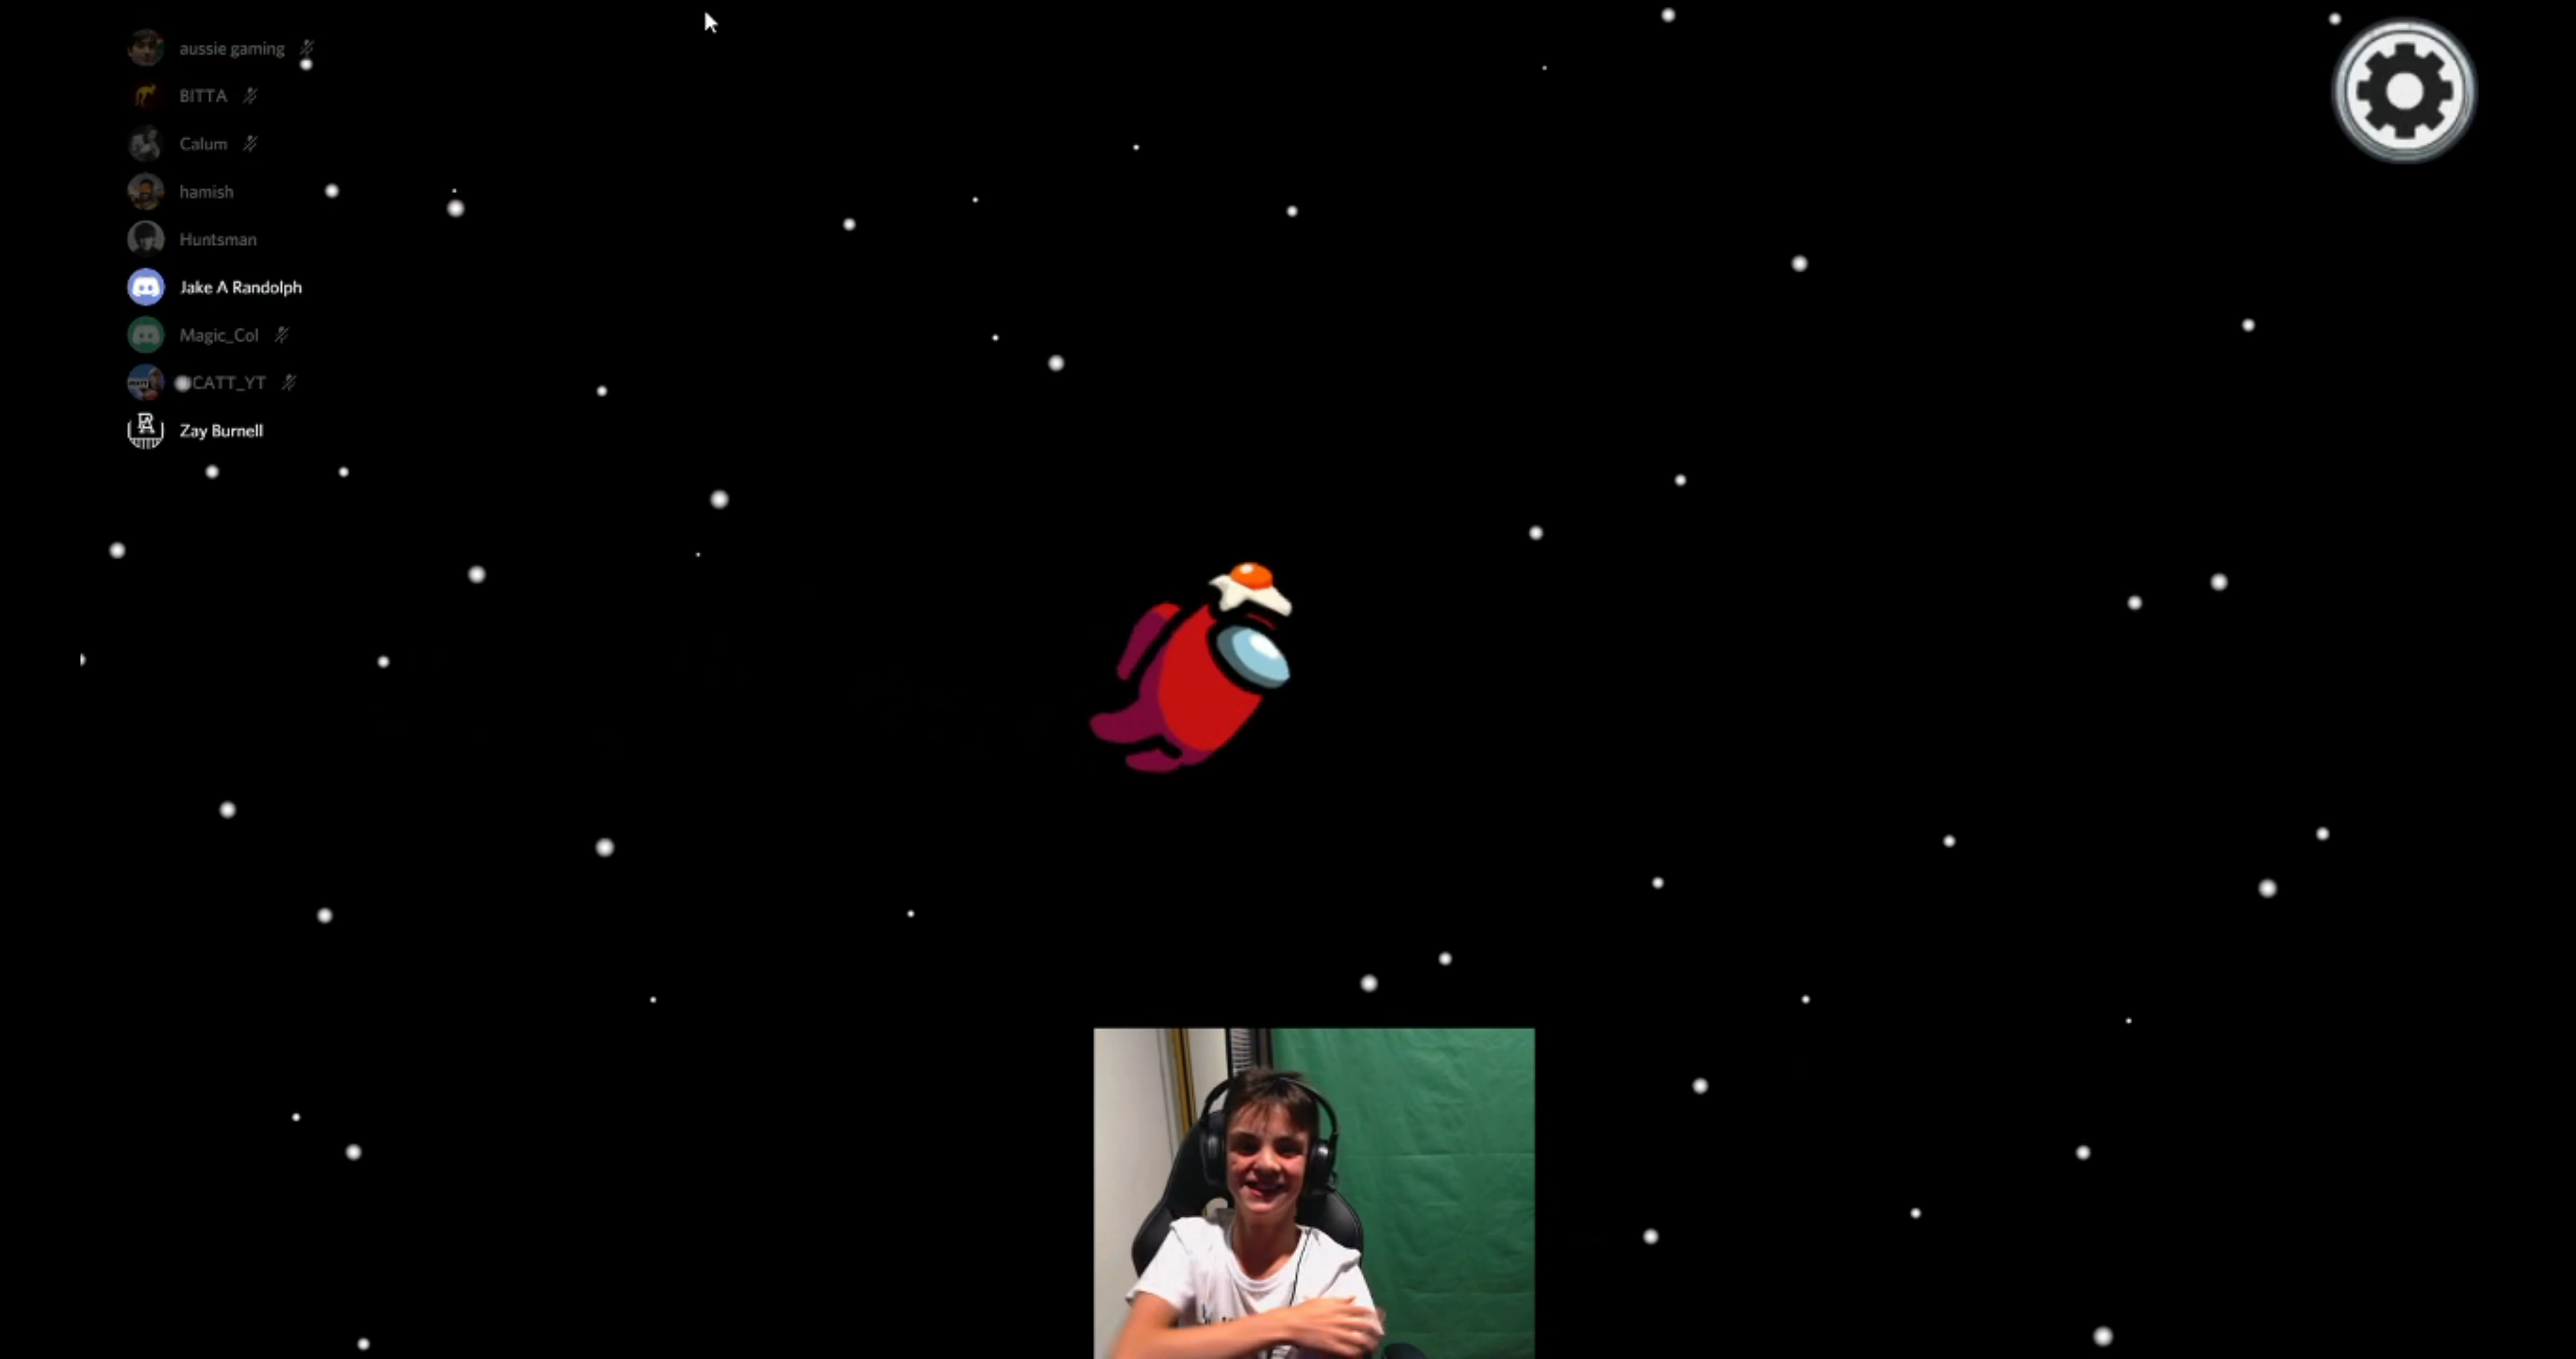 aussie gaming
BITTA
Calum
hamish
Huntsman
Jake A Randolph
Magic_Col
CATT_YT
Zay Burnell